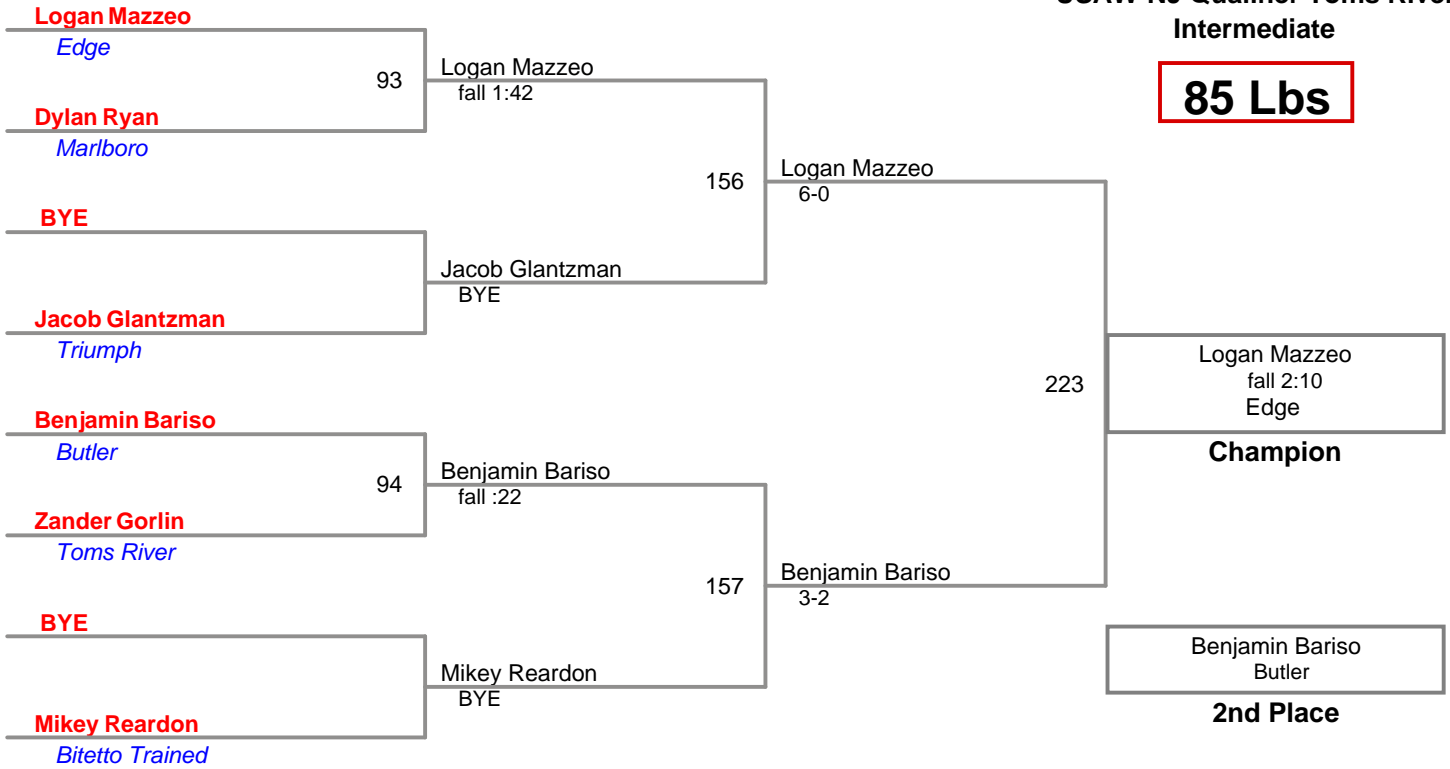 Intermediate
85 Lbs
Logan Mazzeo
Edge
93
Logan Mazzeo
fall 1:42
Dylan Ryan
Marlboro
156
Logan Mazzeo
6-0
BYE
Jacob Glantzman
BYE
Jacob Glantzman
Triumph
223
Logan Mazzeo
fall 2:10
Edge
Champion
Benjamin Bariso
Butler
94
Benjamin Bariso
fall :22
Zander Gorlin
Toms River
157
Benjamin Bariso
3-2
BYE
Mikey Reardon
BYE
Mikey Reardon
Bitetto Trained
Benjamin Bariso
Butler
2nd Place